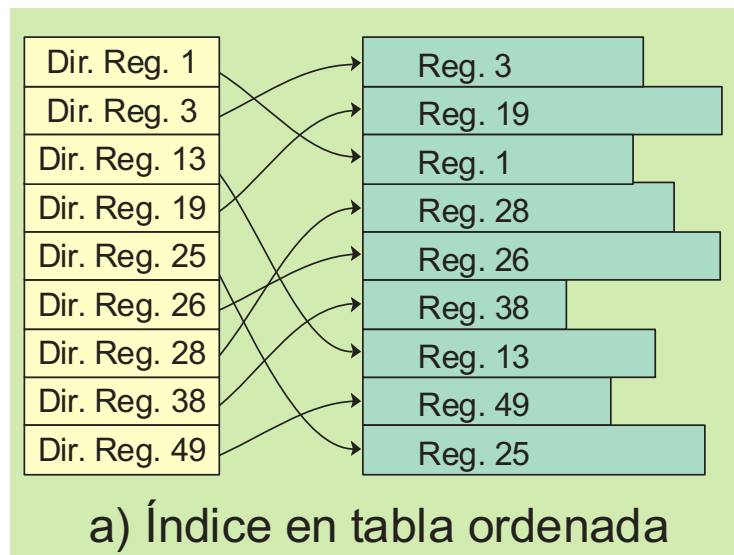 Dir. Reg. 1
Dir. Reg. 3
Dir. Reg. 13
Dir. Reg. 19
Dir. Reg. 25
Dir. Reg. 26
Dir. Reg. 28
Dir. Reg. 38
Dir. Reg. 49
Reg. 3
Reg. 19
Reg. 1
Reg. 28
Reg. 26
Reg. 38
Reg. 13
Reg. 49
Reg. 25
a) Índice en tabla ordenada